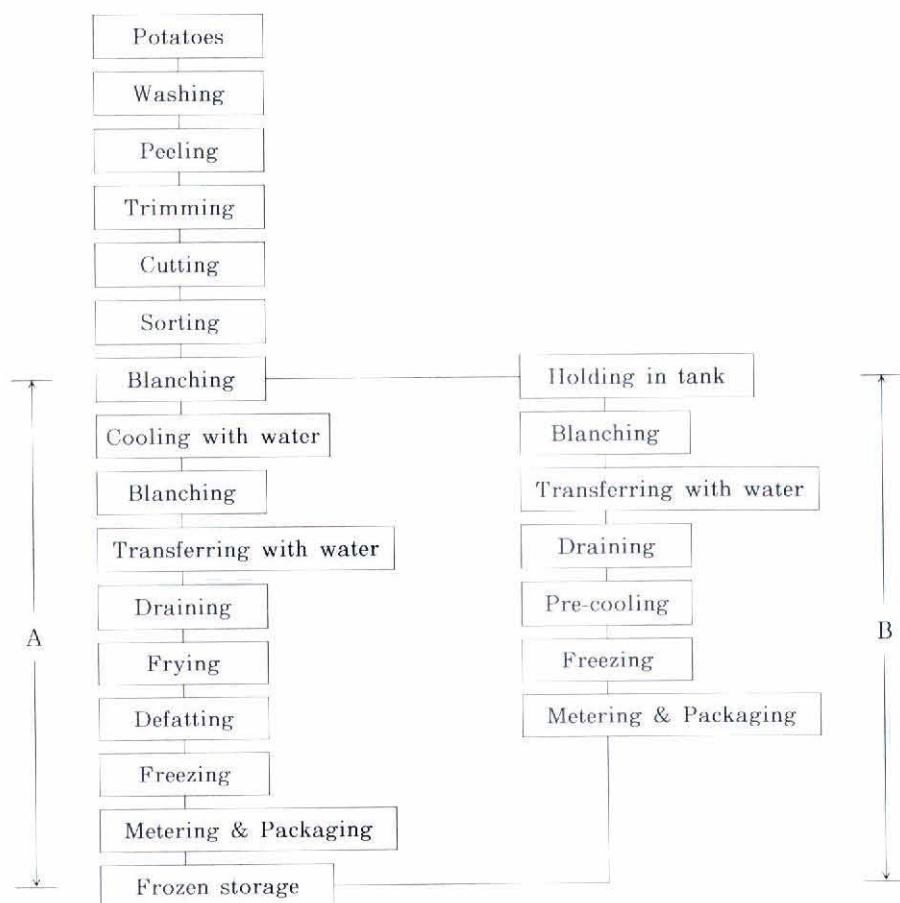 Potatoes
Washing
Peeling
Trimming
Cutting
Sorting
Blanching
Cooling with water
Blanching
Transferring with water
Draining
Frying
Defatting
Freezing
Metering & Packaging
Frozen storage
A
Holding in tank
Blanching
Transferring with water
Draining
Pre-cooling
Freezing
Metering & Packaging
B